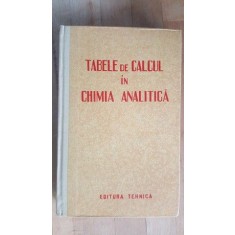 TABELE DE CALCUL
ÎN
CHIMIA ANALITICĂ
EDITURA TEHNICA